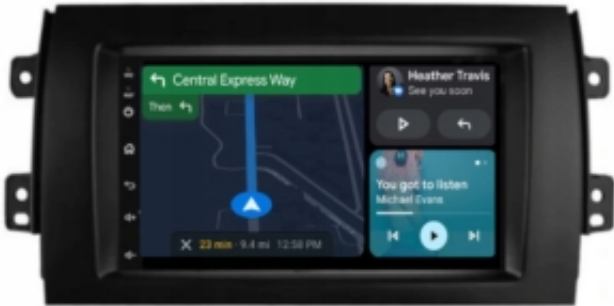 Central Express Way
Then
23 min · 9.4 mi 12:58 PM
Heather Travis
See you soon
You got to listen
Michael Evans